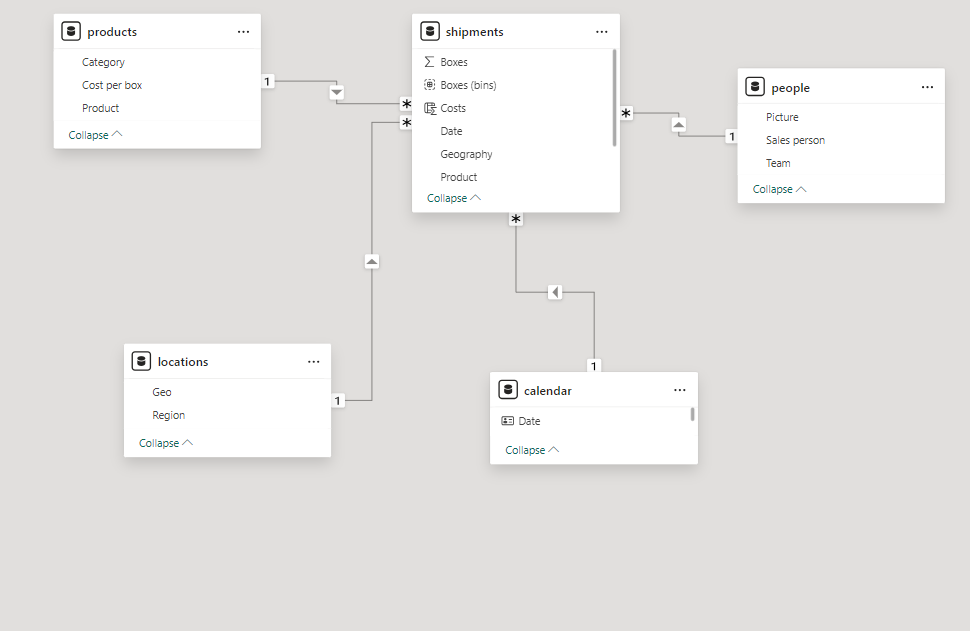 products
Category
Cost per box
Product
Collapse
1
*
*
shipments
Boxes
Boxes (bins)
Costs
Date
Geography
Product
Collapse
*
*
1
people
Picture
Sales person
Team
Collapse
locations
Geo
Region
Collapse
1
1
calendar
Date
Collapse